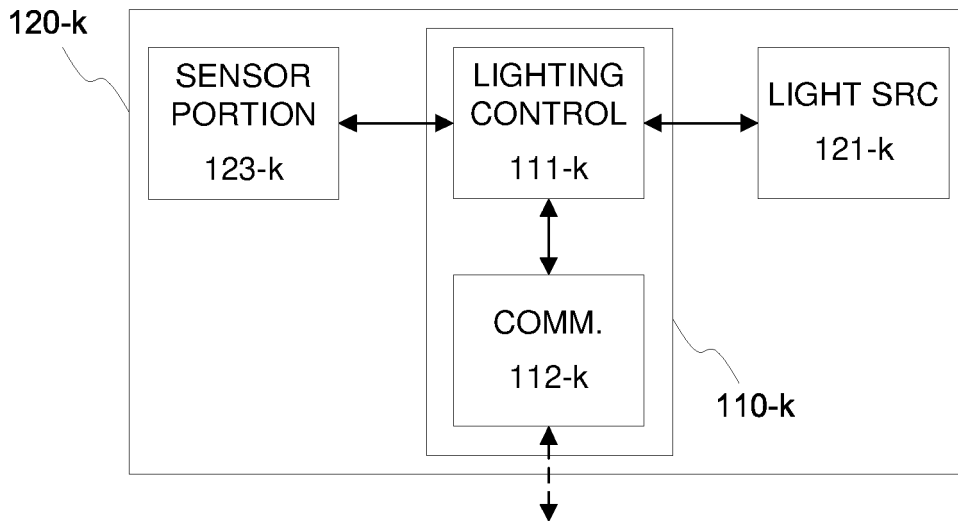 120-k
SENSOR
PORTION
123-k
LIGHTING
CONTROL
111-k
LIGHT SRC
121-k
COMM.
112-k
110-k